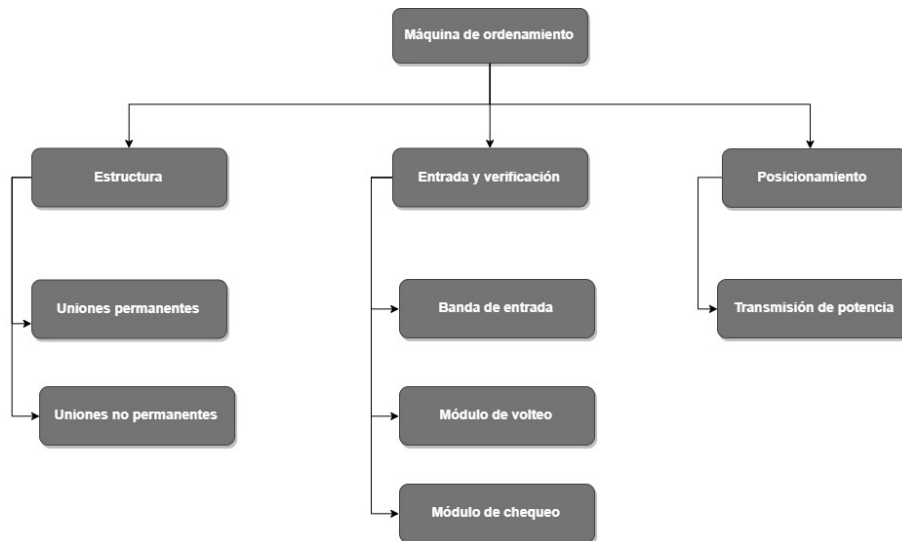 Máquina de ordenamiento
Estructura
Entrada y verificación
Posicionamiento
Uniones permanentes
Banda de entrada
Transmisión de potencia
Uniones no permanentes
Módulo de volteo
Módulo de chequeo